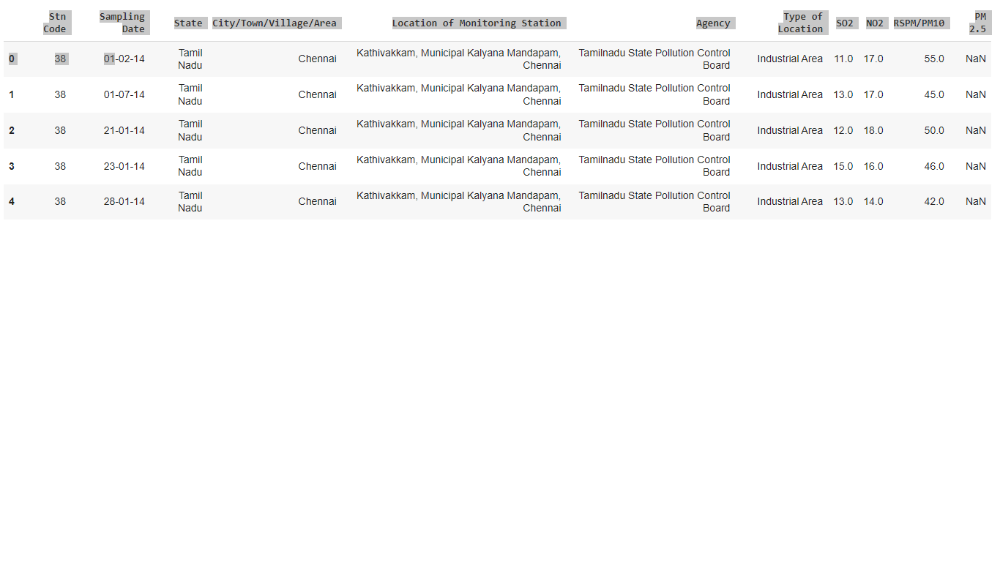 Stn Code Sampling Date State City/Town/Village/Area Location of Monitoring Station Agency Type of Location SO2 NO2 RSPM/PM10 PM 2.5
0 38 01-02-14 Tamil Nadu Chennai Kathivakkam, Municipal Kalyana Mandapam, Chennai Tamilnadu State Pollution Control Board Industrial Area 11.0 17.0 55.0 NaN
1 38 01-07-14 Tamil Nadu Chennai Kathivakkam, Municipal Kalyana Mandapam, Chennai Tamilnadu State Pollution Control Board Industrial Area 13.0 17.0 45.0 NaN
2 38 21-01-14 Tamil Nadu Chennai Kathivakkam, Municipal Kalyana Mandapam, Chennai Tamilnadu State Pollution Control Board Industrial Area 12.0 18.0 50.0 NaN
3 38 23-01-14 Tamil Nadu Chennai Kathivakkam, Municipal Kalyana Mandapam, Chennai Tamilnadu State Pollution Control Board Industrial Area 15.0 16.0 46.0 NaN
4 38 28-01-14 Tamil Nadu Chennai Kathivakkam, Municipal Kalyana Mandapam, Chennai Tamilnadu State Pollution Control Board Industrial Area 13.0 14.0 42.0 NaN